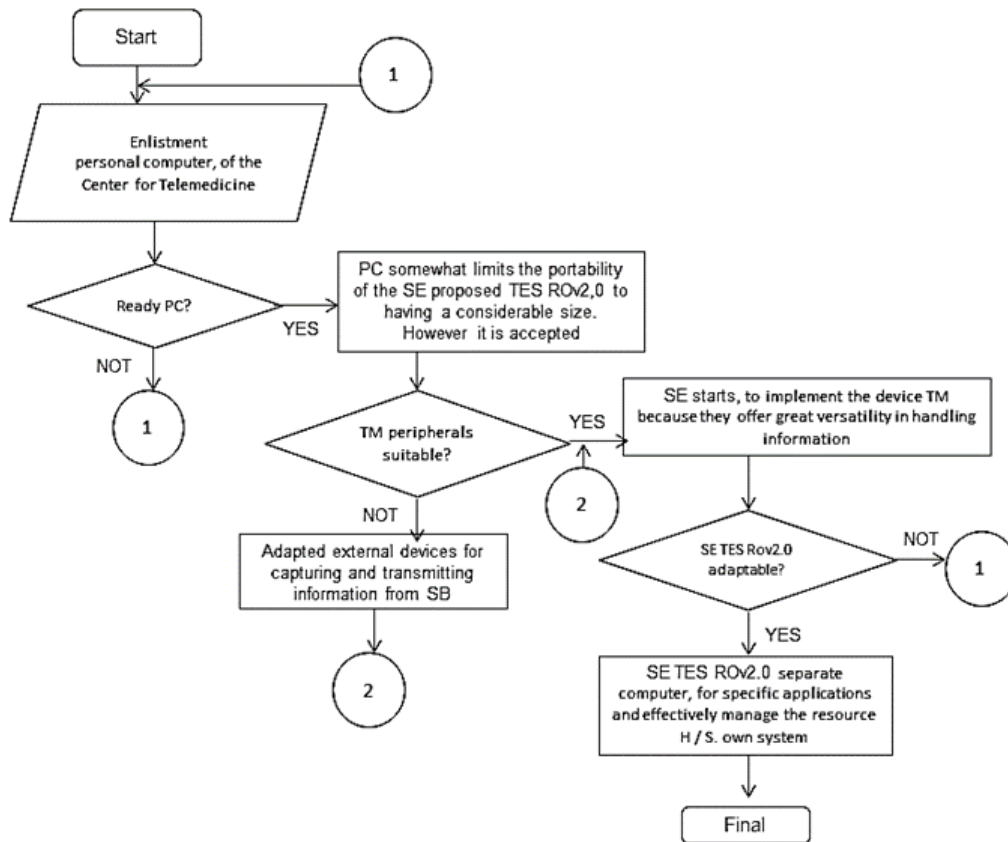 Start
1
Enlistment
personal computer, of the
Center for Telemedicine
Ready PC?
YES
NOT
1
PC somewhat limits the portability
of the SE proposed TES ROv2,0 to
having a considerable size.
However it is accepted
TM peripherals
suitable?
YES
2
NOT
Adapted external devices for
capturing and transmitting
information from SB
2
SE starts, to implement the device TM
because they offer great versatility in handling
information
SE TES Rov2.0
adaptable?
NOT
1
YES
SE TES ROv2.0 separate
computer, for specific applications
and effectively manage the resource
H / S. own system
Final